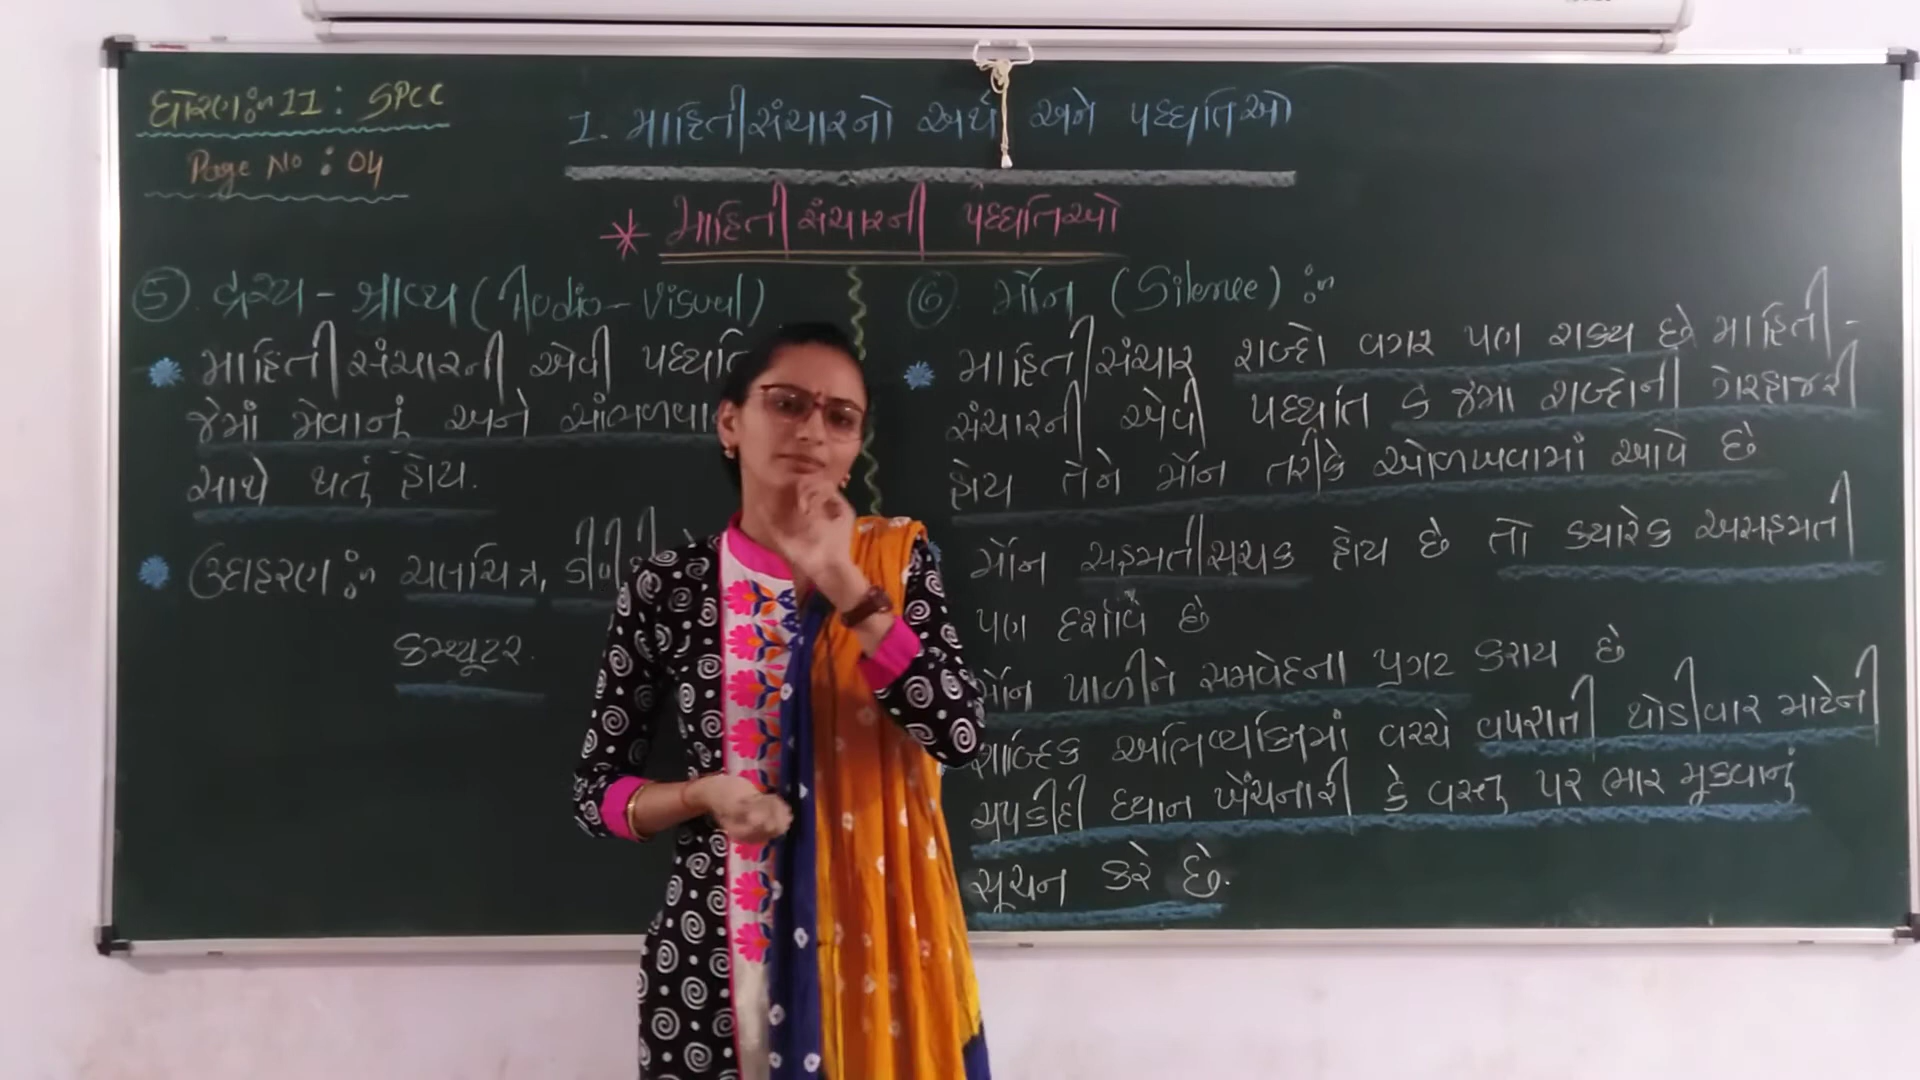 ધોરણઃ-11 : SPCC
Page No : 04
1. માહિતીસંચારનો અર્થ અને પદ્ધતિઓ
* માહિતીસંચારની પદ્ધતિઓ
⑤. દ્રશ્ય - શ્રાવ્ય (Audio-Visual)
માહિતીસંચારની એવી પદ્ધતિ
જેમાં જોવાનું અને સાંભળવા
સાથે થતું હોય.
ઉદાહરણઃ- ચલચિત્ર, ડીવીડી
કમ્પ્યૂટર.
⑥. મૌન (Silence) :-
માહિતીસંચાર શબ્દો વગર પણ શક્ય છે માહિતી-
સંચારની એવી પદ્ધતિ કે જેમા શબ્દોની ગેરહાજરી
હોય તેને મૌન તરીકે ઓળખવામાં આવે છે
મૌન સહમતીસૂચક હોય છે તો ક્યારેક અસહમતી
પણ દર્શાવે છે
મૌન પાળીને સમવેદના પ્રગટ કરાય છે
શાબ્દિક અભિવ્યક્તિમાં વચ્ચે વપરાતી થોડીવાર માટેની
ચુપકીદી ધ્યાન ખેંચનારી કે વસ્તુ પર ભાર મૂકવાનું
સૂચન કરે છે.